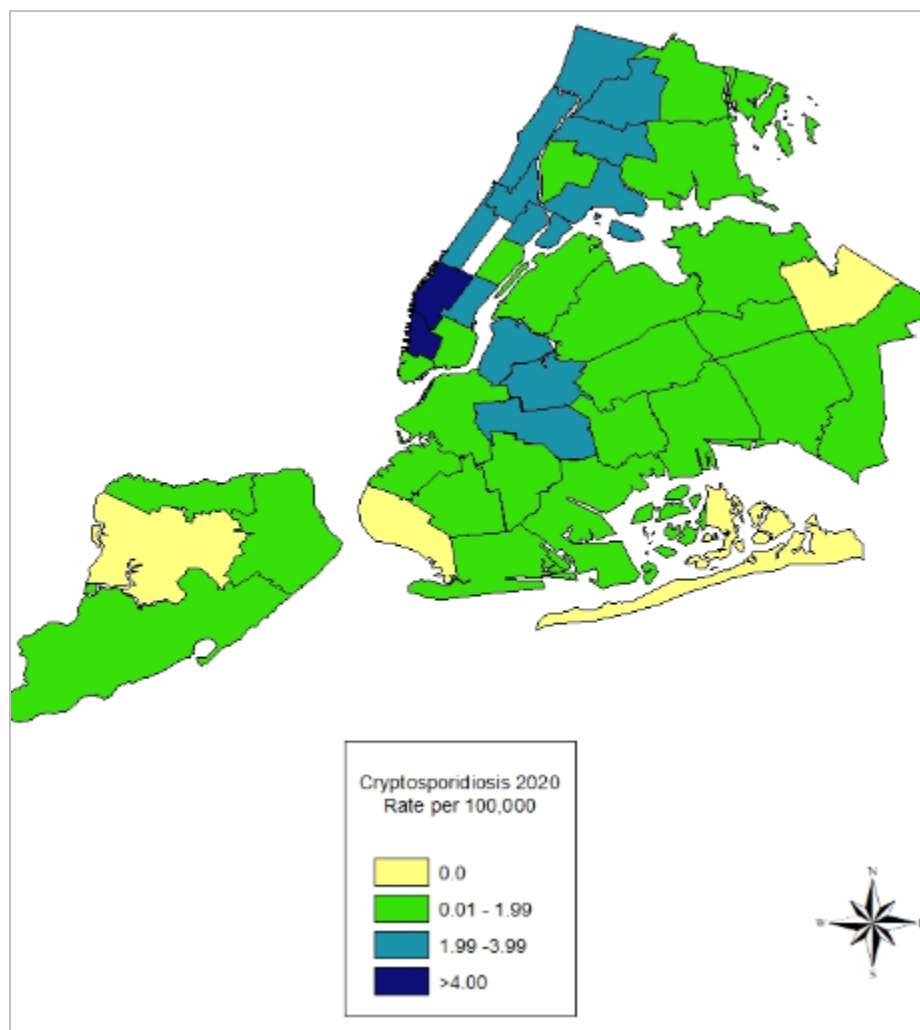 Cryptosporidiosis 2020
Rate per 100,000
0.0
0.01 - 1.99
1.99 -3.99
>4.00
N
W
S